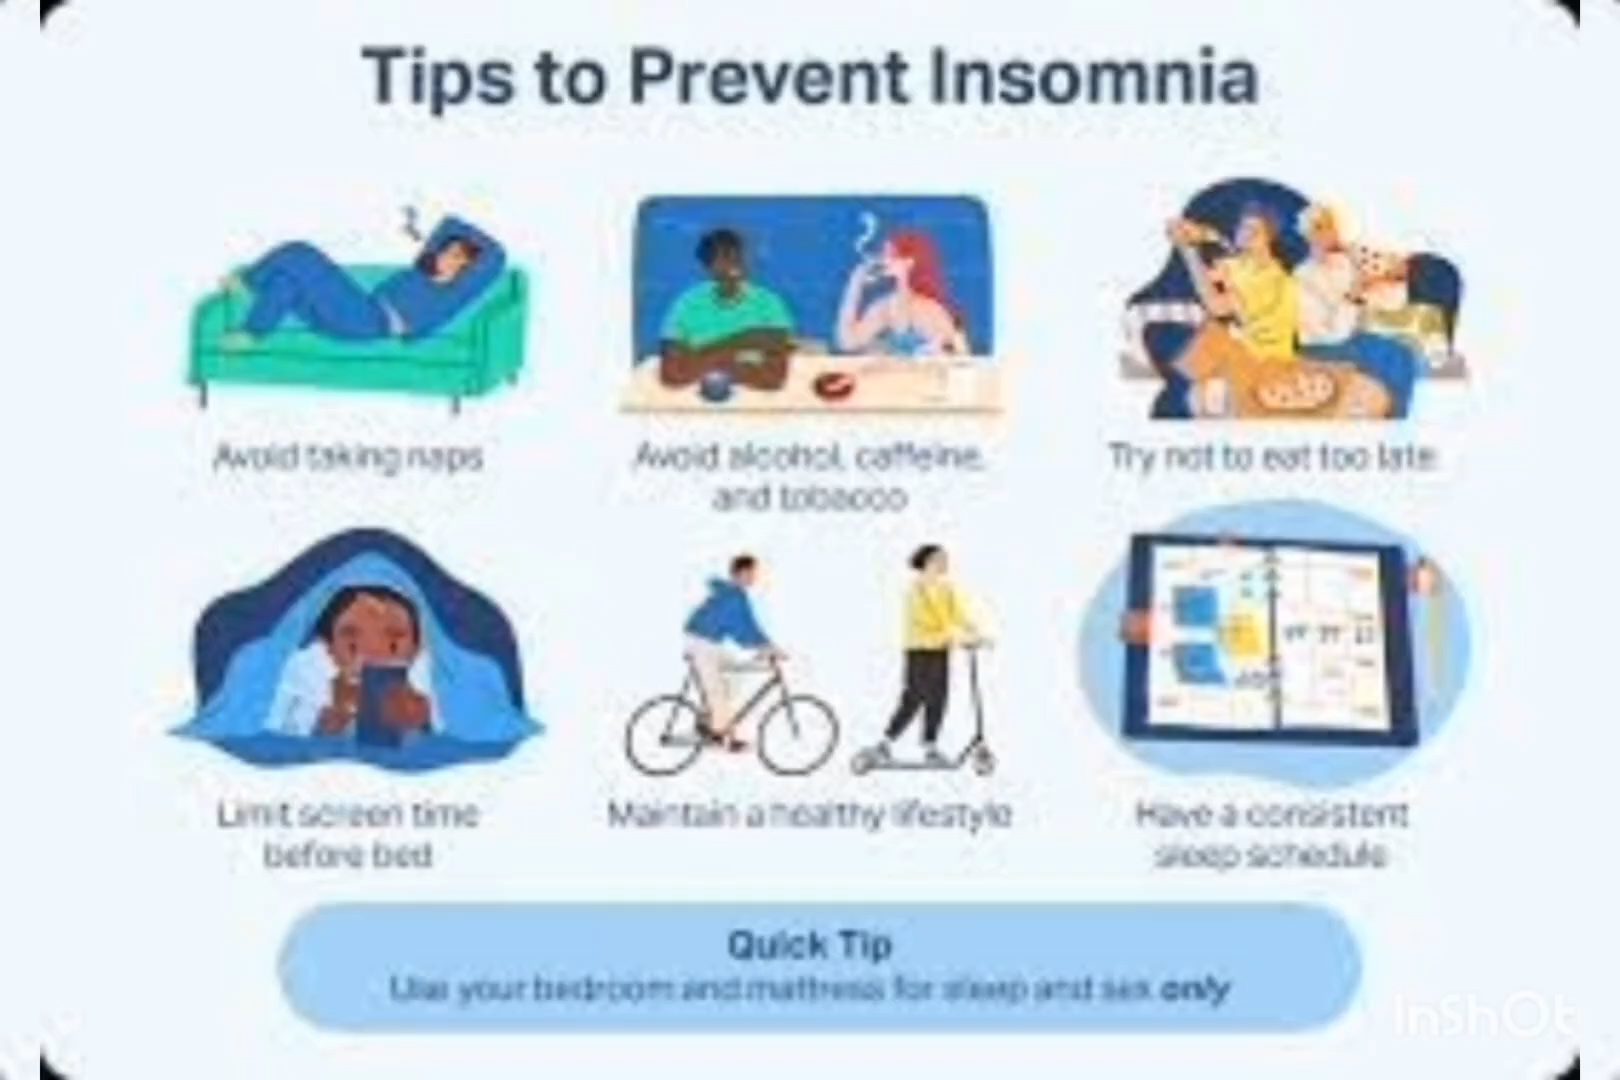 Tips to Prevent Insomnia
Avoid taking naps
Avoid alcohol, caffeine,
and tobacco
Try not to eat too late
Limit screen time
before bed
Maintain a healthy lifestyle
Have a consistent
sleep schedule
Quick Tip
Use your bedroom and mattress for sleep and sex only
InShOt